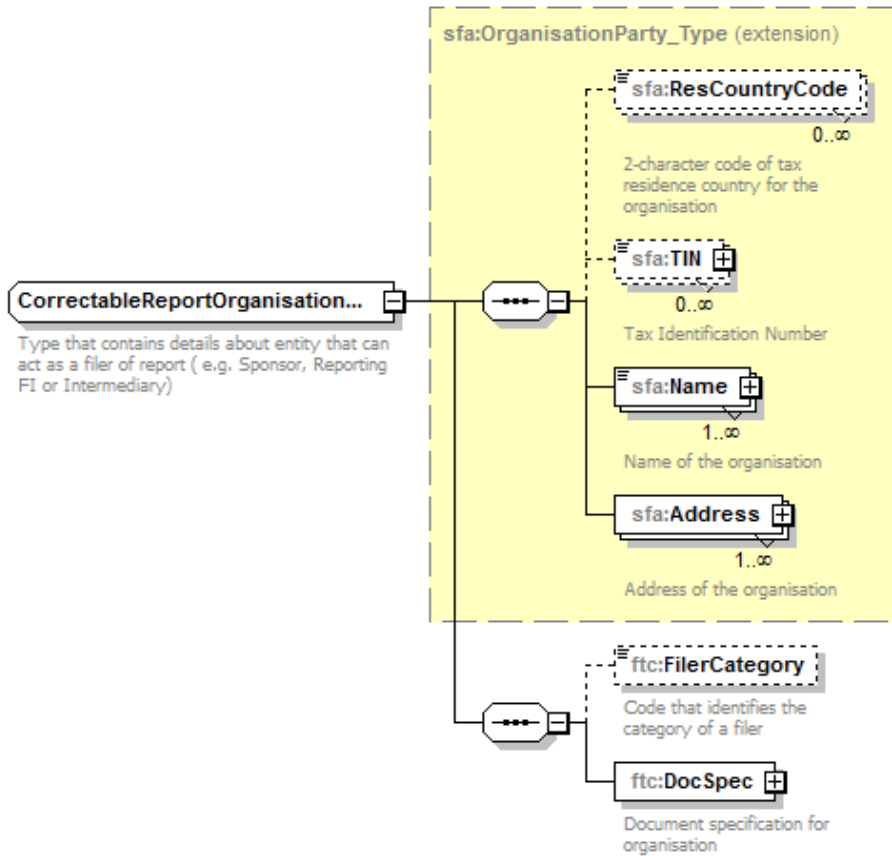 sfa:OrganisationParty_Type (extension)
sfa:ResCountryCode
0..∞
2-character code of tax
residence country for the
organisation
sfa:TIN
0..∞
Tax Identification Number
CorrectableReportOrganisation...
Type that contains details about entity that can
act as a filer of report ( e.g. Sponsor, Reporting
FI or Intermediary)
sfa:Name
1..∞
Name of the organisation
sfa:Address
1..∞
Address of the organisation
ftc:FilerCategory
Code that identifies the
category of a filer
ftc:DocSpec
Document specification for
organisation